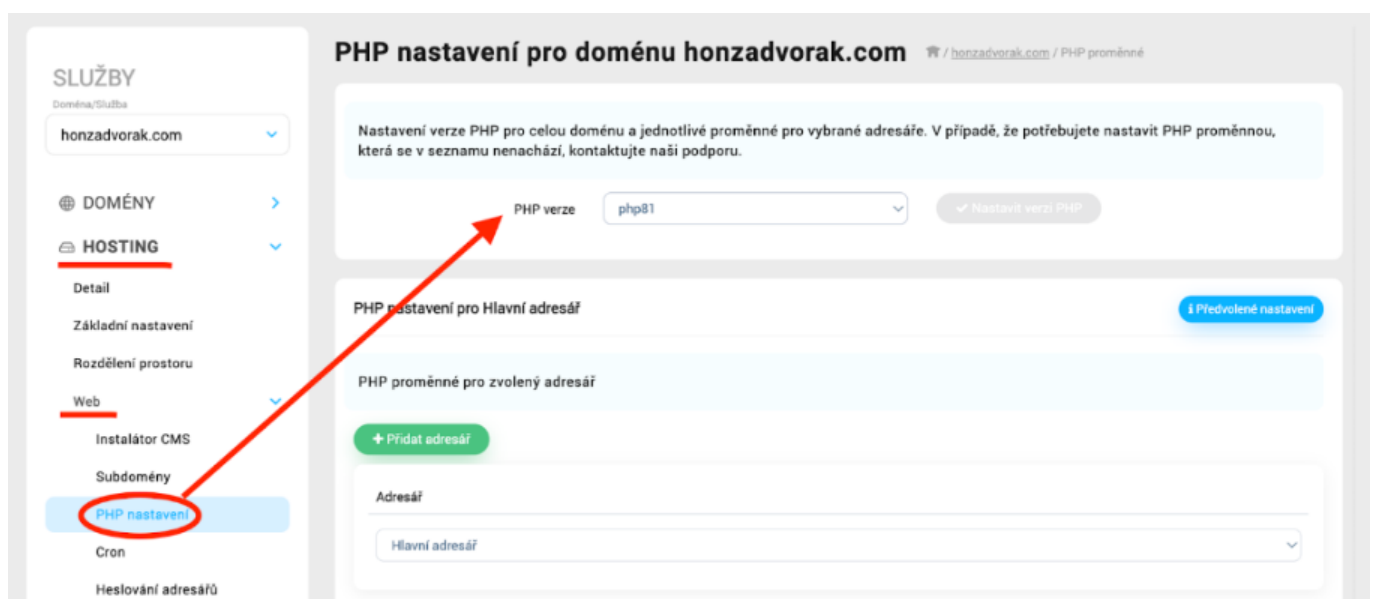 SLUŽBY
Doména/Služba
honzadvorak.com
DOMÉNY
HOSTING
Detail
Základní nastavení
Rozdělení prostoru
Web
Instalátor CMS
Subdomény
PHP nastavení
Cron
Heslování adresářů
PHP nastavení pro doménu honzadvorak.com
/ honzadvorak.com / PHP proměnné
Nastavení verze PHP pro celou doménu a jednotlivé proměnné pro vybrané adresáře. V případě, že potřebujete nastavit PHP proměnnou,
která se v seznamu nenachází, kontaktujte naši podporu.
PHP verze
php81
Nastavit verzi PHP
PHP nastavení pro Hlavní adresář
Předvolené nastavení
PHP proměnné pro zvolený adresář
+ Přidat adresář
Adresář
Hlavní adresář